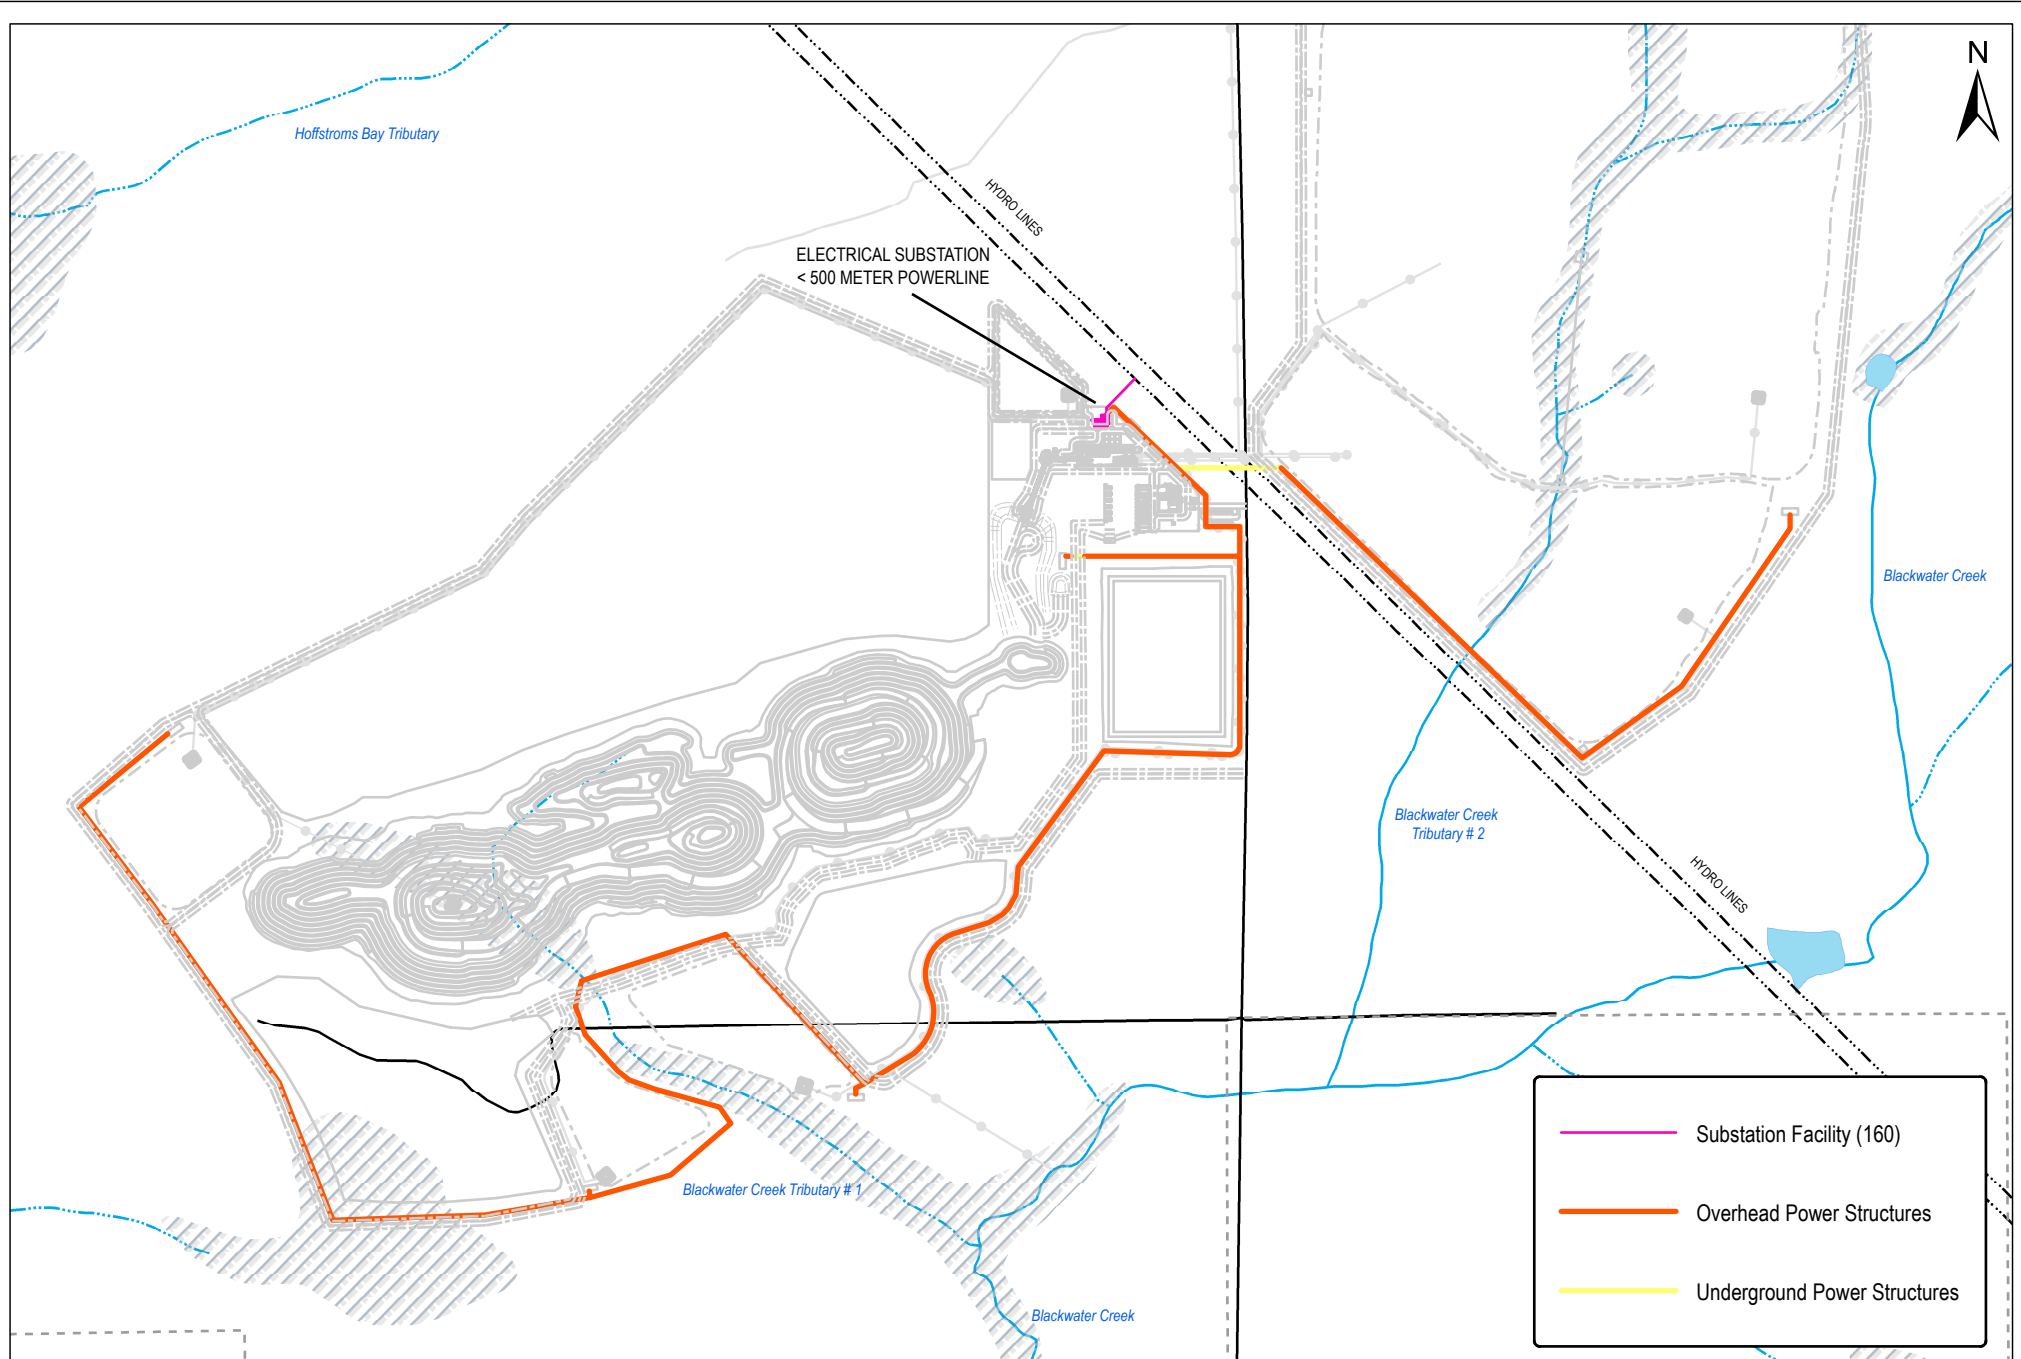 N
Hoffstroms Bay Tributary
HYDRO LINES
ELECTRICAL SUBSTATION
< 500 METER POWERLINE
Blackwater Creek
Blackwater Creek
Tributary # 2
HYDRO LINES
Blackwater Creek Tributary # 1
Blackwater Creek
Substation Facility (160)
Overhead Power Structures
Underground Power Structures